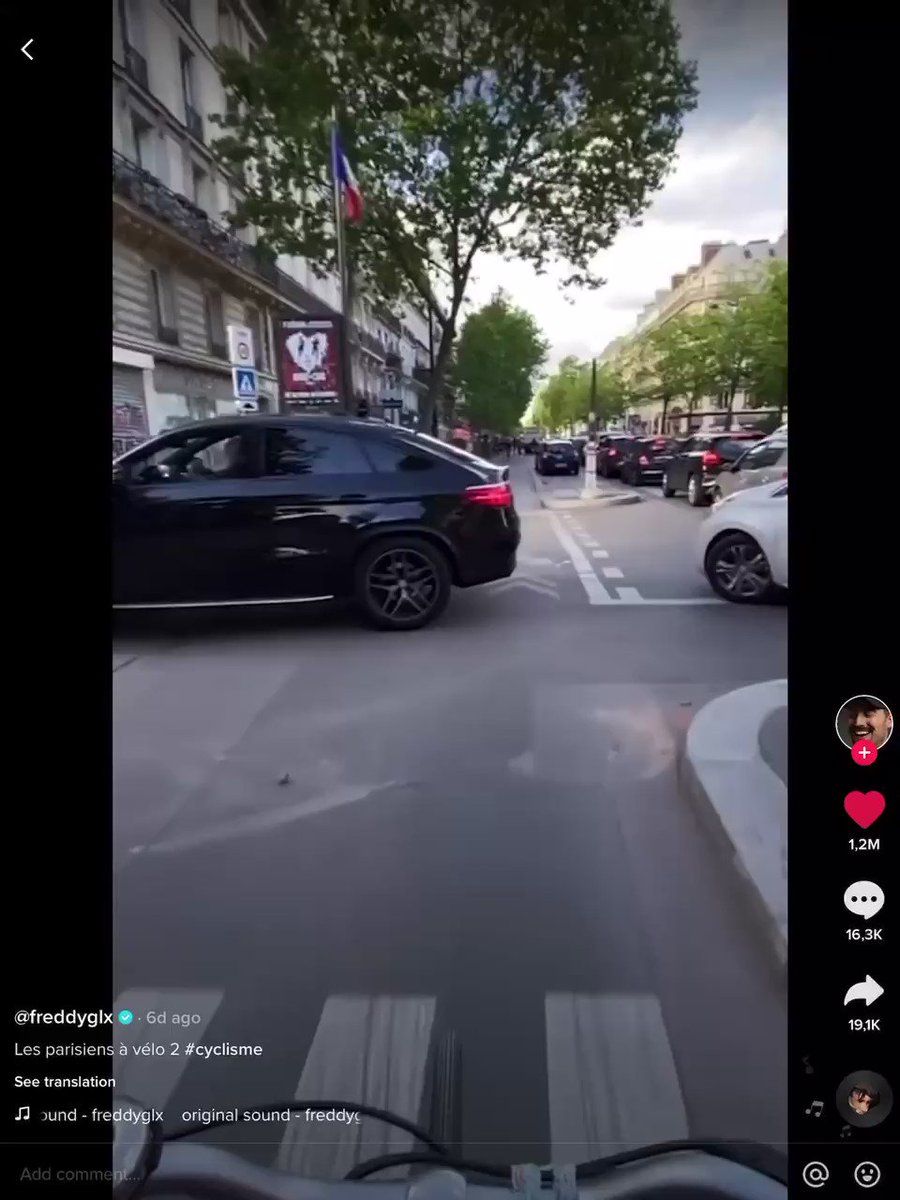 1,2M
16,3K
19,1K
@freddyglx · 6d ago
Les parisiens à vélo 2 #cyclisme
See translation
ound - freddyglx original sound - freddyg
Add comment...